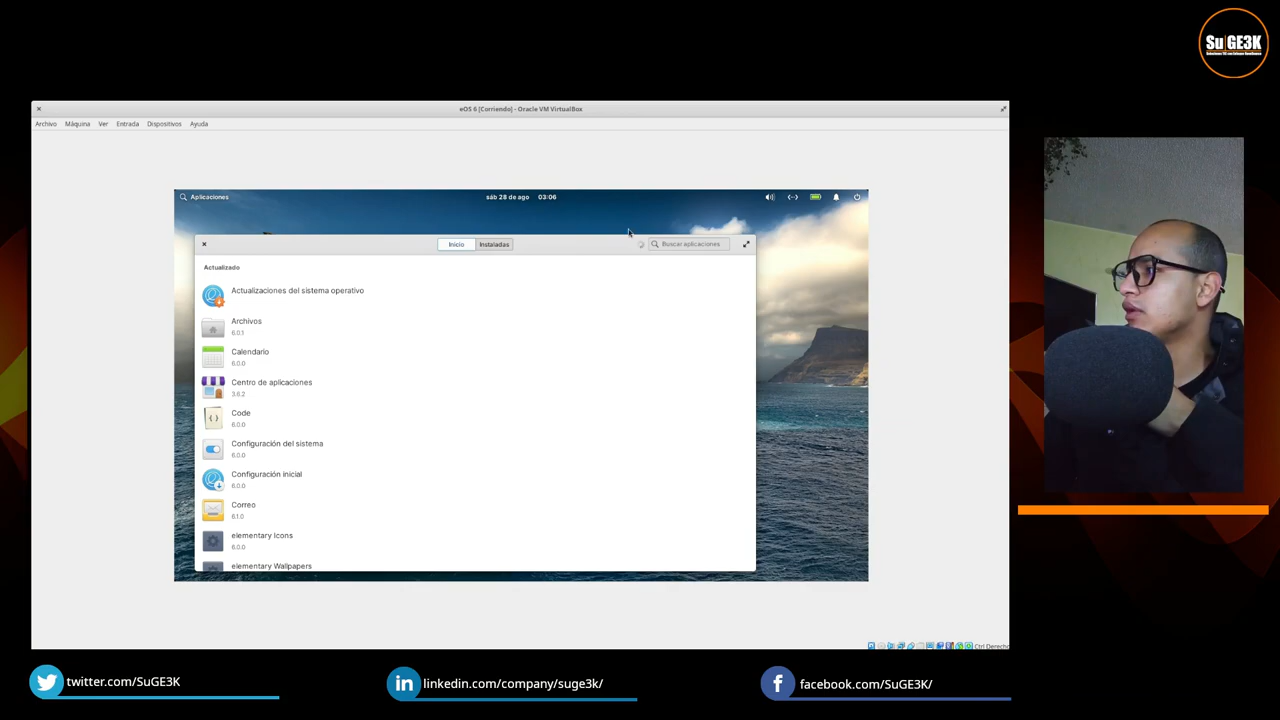 Su GE3K
eOS 6 [Corriendo] - Oracle VM VirtualBox
Archivo Máquina Ver Entrada Dispositivos Ayuda
Aplicaciones
sáb 28 de ago 03:06
Inicio Instaladas
Buscar aplicaciones
Actualizado
Actualizaciones del sistema operativo
Archivos
6.0.1
Calendario
6.0.0
Centro de aplicaciones
3.6.2
Code
6.0.0
Configuración del sistema
6.0.0
Configuración inicial
6.0.0
Correo
6.1.0
elementary Icons
6.0.0
elementary Wallpapers
Ctrl Derecho
twitter.com/SuGE3K
linkedin.com/company/suge3k/
facebook.com/SuGE3K/